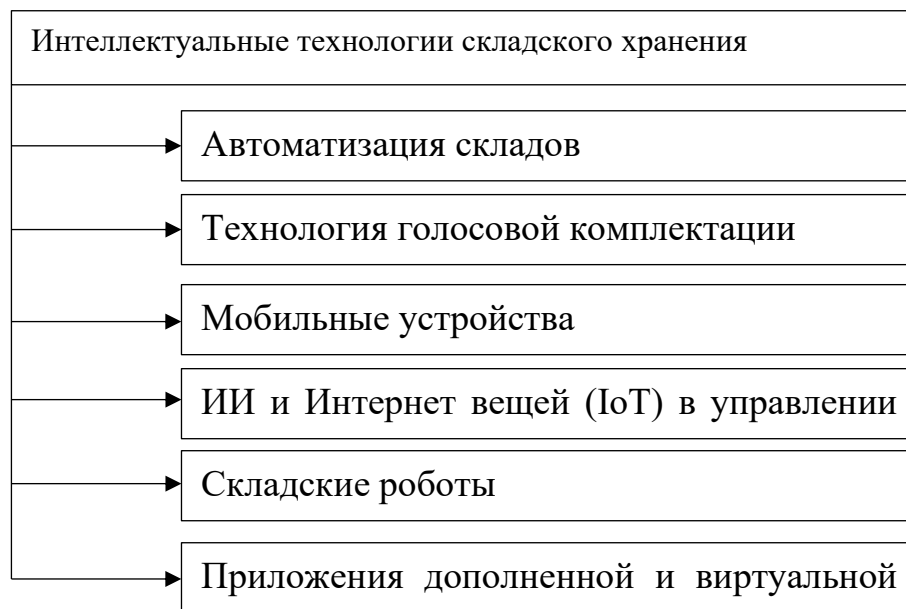 Интеллектуальные технологии складского хранения
Автоматизация складов
Технология голосовой комплектации
Мобильные устройства
ИИ и Интернет вещей (IoT) в управлении
Складские роботы
Приложения дополненной и виртуальной